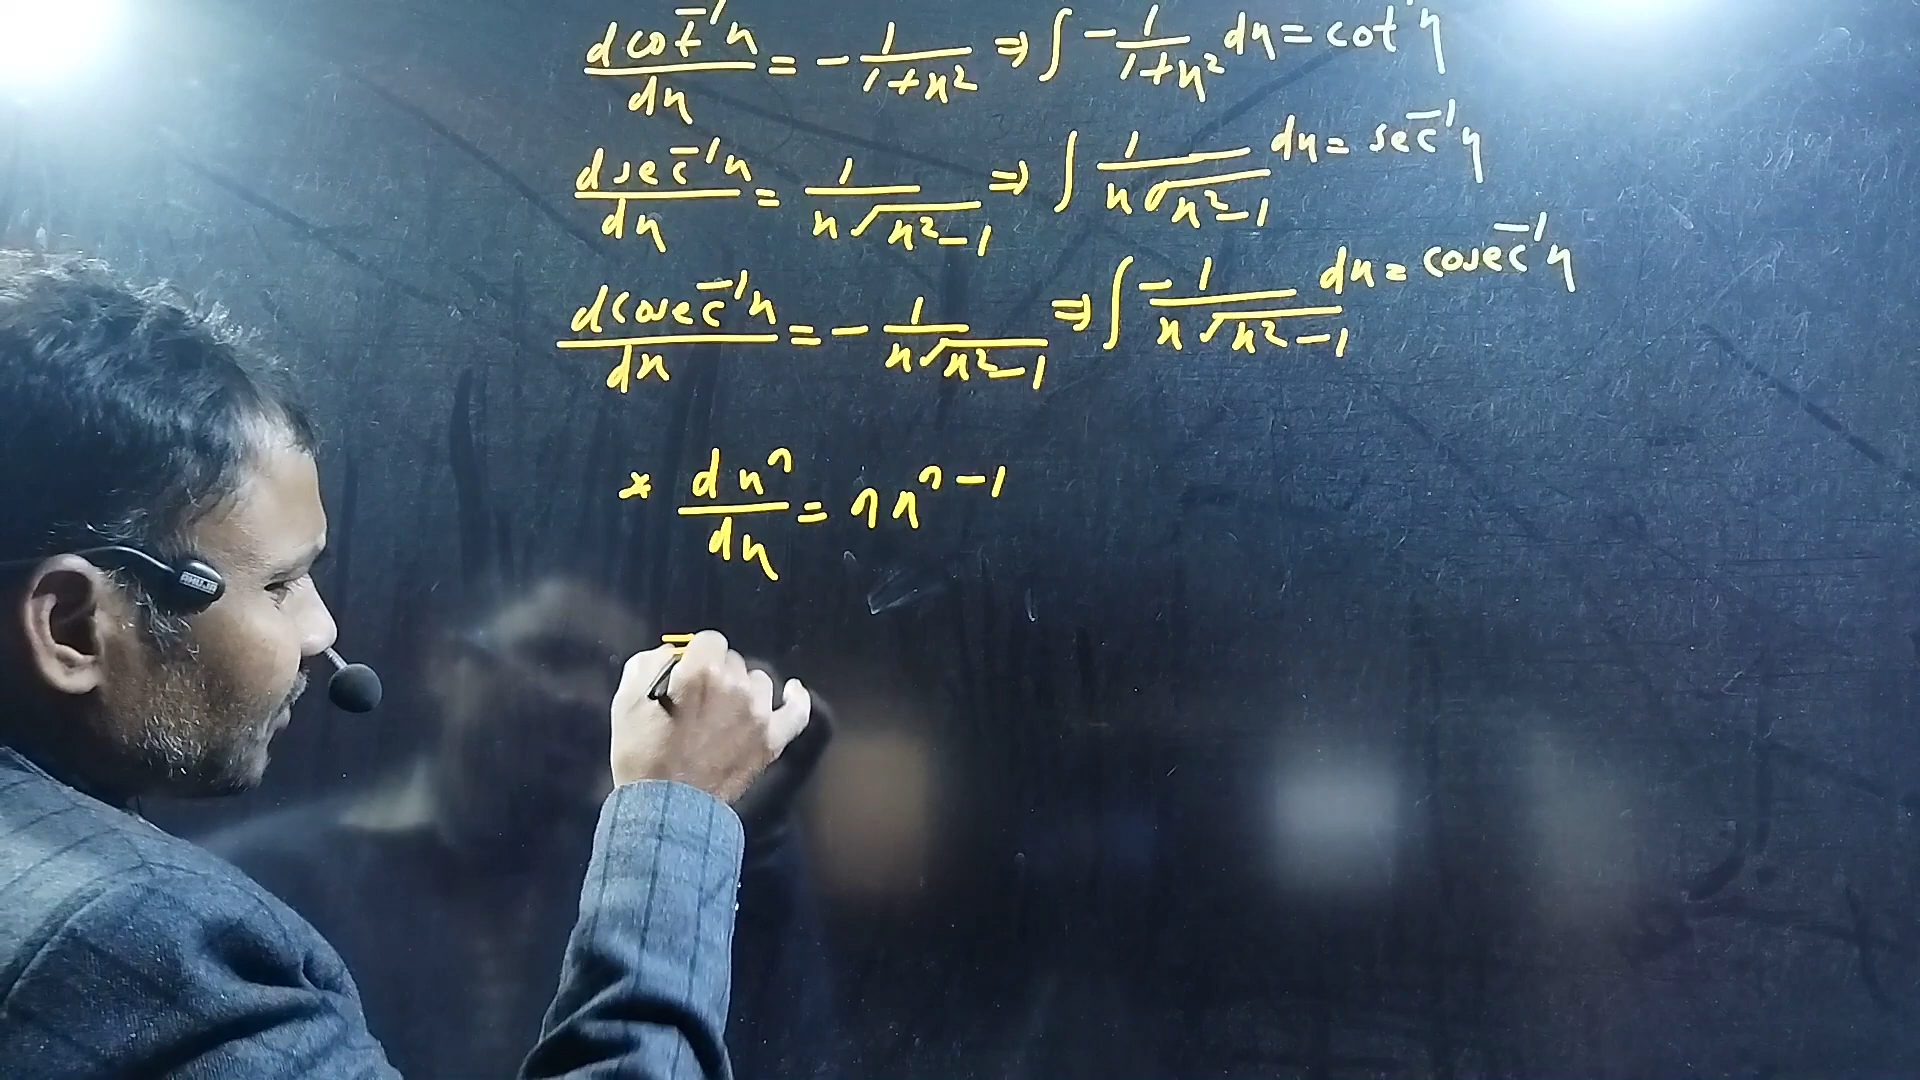 d cot⁻¹x/dx = -1/(1+x²) ⇒ ∫ -1/(1+x²) dx = cot⁻¹x
d sec⁻¹x/dx = 1/(x√(x²-1)) ⇒ ∫ 1/(x√(x²-1)) dx = sec⁻¹x
d cosec⁻¹x/dx = -1/(x√(x²-1)) ⇒ ∫ -1/(x√(x²-1)) dx = cosec⁻¹x
* dxⁿ/dx = nxⁿ⁻¹